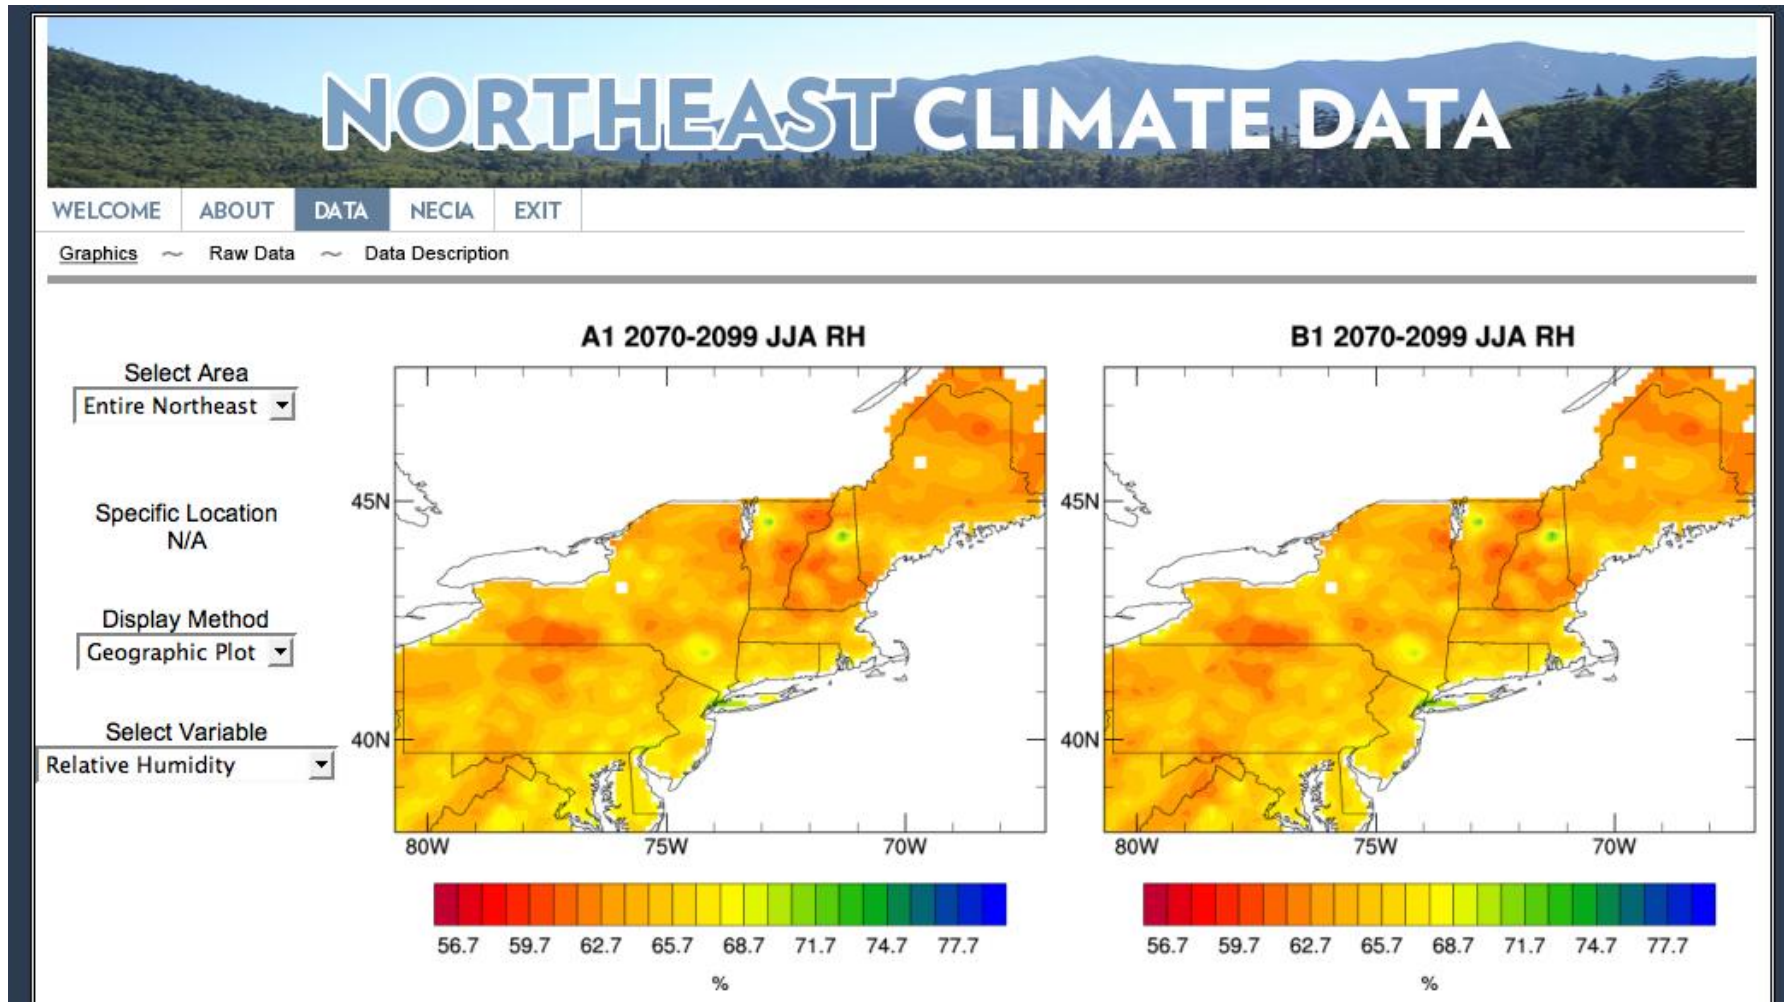 NORTHEAST CLIMATE DATA
WELCOME ABOUT DATA NECIA EXIT
Graphics ~ Raw Data ~ Data Description
Select Area
Entire Northeast
Specific Location
N/A
Display Method
Geographic Plot
Select Variable
Relative Humidity
A1 2070-2099 JJA RH
45N
40N
80W 75W 70W
56.7 59.7 62.7 65.7 68.7 71.7 74.7 77.7
%
B1 2070-2099 JJA RH
45N
40N
80W 75W 70W
56.7 59.7 62.7 65.7 68.7 71.7 74.7 77.7
%